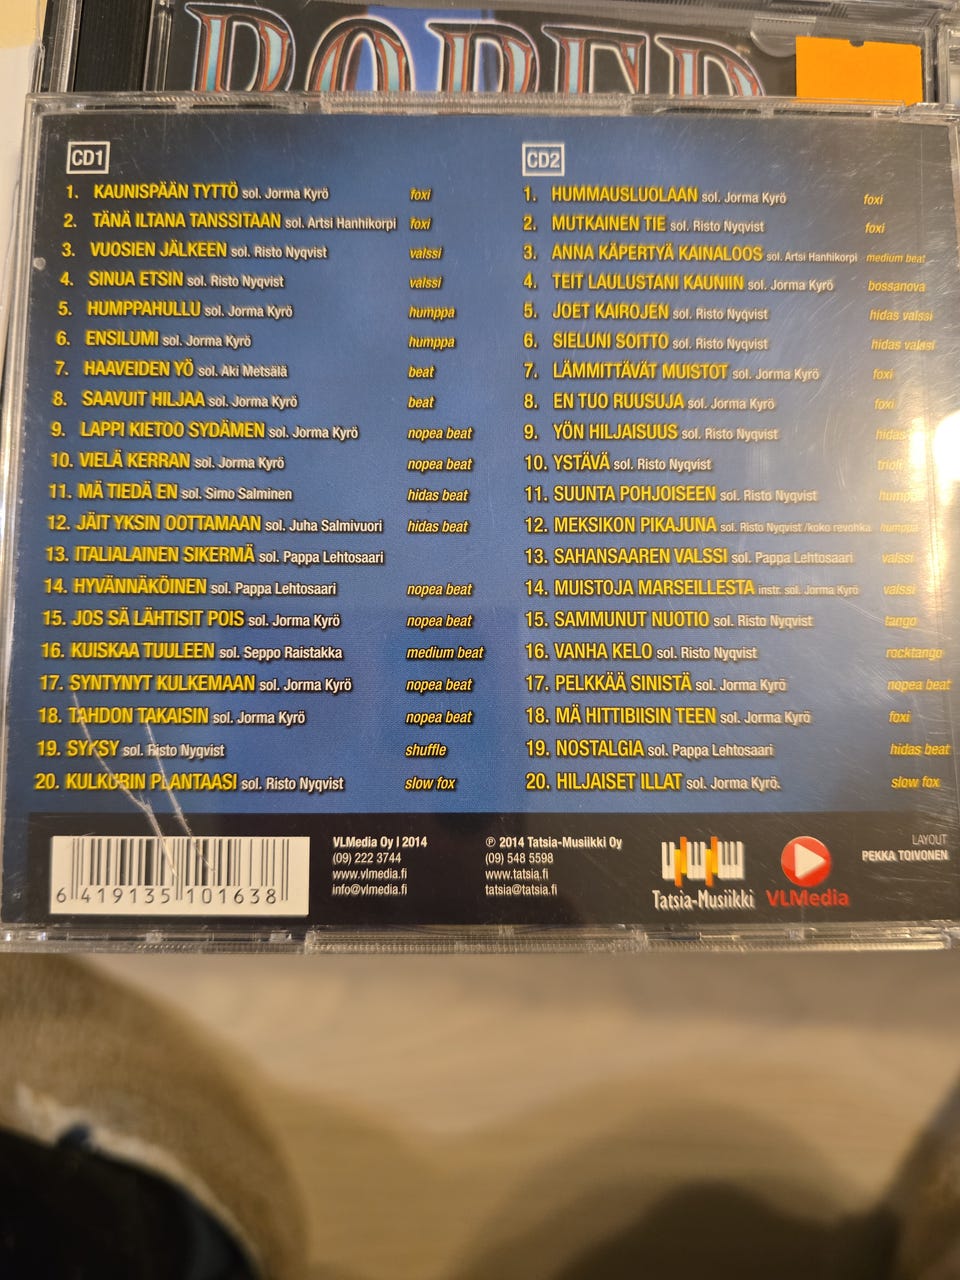 CD1
1. KAUNISPÄÄN TYTTÖ sol. Jorma Kyrö foxi
2. TÄNÄ ILTANA TANSSITAAN sol. Artsi Hanhikorpi foxi
3. VUOSIEN JÄLKEEN sol. Risto Nyqvist valssi
4. SINUA ETSIN sol. Risto Nyqvist valssi
5. HUMPPAHULLU sol. Jorma Kyrö humppa
6. ENSILUMI sol. Jorma Kyrö humppa
7. HAAVEIDEN YÖ sol. Aki Metsälä beat
8. SAAVUIT HILJAA sol. Jorma Kyrö beat
9. LAPPI KIETOO SYDÄMEN sol. Jorma Kyrö nopea beat
10. VIELÄ KERRAN sol. Jorma Kyrö nopea beat
11. MÄ TIEDÄ EN sol. Simo Salminen hidas beat
12. JÄIT YKSIN OOTTAMAAN sol. Juha Salmivuori hidas beat
13. ITALIALAINEN SIKERMÄ sol. Pappa Lehtosaari
14. HYVÄNNÄKÖINEN sol. Pappa Lehtosaari nopea beat
15. JOS SÄ LÄHTISIT POIS sol. Jorma Kyrö nopea beat
16. KUISKAA TUULEEN sol. Seppo Raistakka medium beat
17. SYNTYNYT KULKEMAAN sol. Jorma Kyrö nopea beat
18. TAHDON TAKAISIN sol. Jorma Kyrö nopea beat
19. SYKSY sol. Risto Nyqvist shuffle
20. KULKURIN PLANTAASI sol. Risto Nyqvist slow fox
CD2
1. HUMMAUSLUOLAAN sol. Jorma Kyrö foxi
2. MUTKAINEN TIE sol. Risto Nyqvist foxi
3. ANNA KÄPERTYÄ KAINALOOS sol. Artsi Hanhikorpi medium beat
4. TEIT LAULUSTANI KAUNIIN sol. Jorma Kyrö bossanova
5. JOET KAIROJEN sol. Risto Nyqvist hidas valssi
6. SIELUNI SOITTO sol. Risto Nyqvist hidas valssi
7. LÄMMITTÄVÄT MUISTOT sol. Jorma Kyrö foxi
8. EN TUO RUUSUJA sol. Jorma Kyrö foxi
9. YÖN HILJAISUUS sol. Risto Nyqvist hidas
10. YSTÄVÄ sol. Risto Nyqvist
11. SUUNTA POHJOISEEN sol. Risto Nyqvist humppa
12. MEKSIKON PIKAJUNA sol. Risto Nyqvist /koko revohka humppa
13. SAHANSAAREN VALSSI sol. Pappa Lehtosaari valssi
14. MUISTOJA MARSEILLESTA instr. sol. Jorma Kyrö valssi
15. SAMMUNUT NUOTIO sol. Risto Nyqvist tango
16. VANHA KELO sol. Risto Nyqvist rocktango
17. PELKKÄÄ SINISTÄ sol. Jorma Kyrö nopea beat
18. MÄ HITTIBIISIN TEEN sol. Jorma Kyrö foxi
19. NOSTALGIA sol. Pappa Lehtosaari hidas beat
20. HILJAISET ILLAT sol. Jorma Kyrö. slow fox
6 419135 101638
VLMedia Oy | 2014
(09) 222 3744
www.vlmedia.fi
info@vlmedia.fi
℗ 2014 Tatsia-Musiikki Oy
(09) 548 5598
www.tatsia.fi
tatsia@tatsia.fi
Tatsia-Musiikki
VLMedia
LAYOUT
PEKKA TOIVONEN